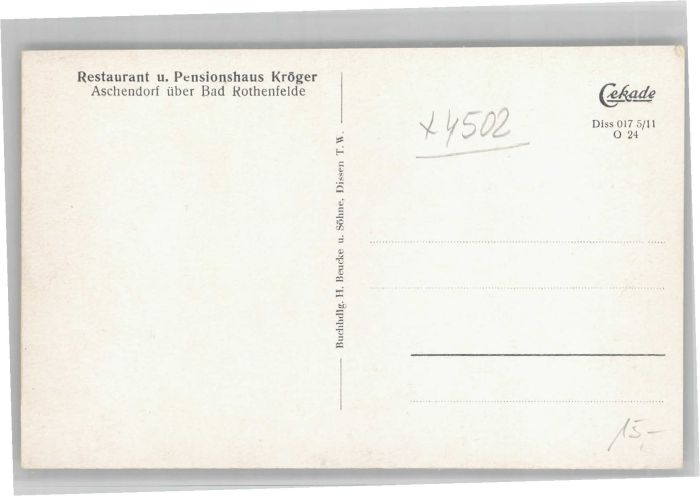 Restaurant u. Pensionshaus Kröger
Aschendorf über Bad Rothenfelde
Buchhdlg. H. Beucke u. Söhne, Dissen T. W.
Cekade
Diss 017 5/11
O 24
x 4502
15,-